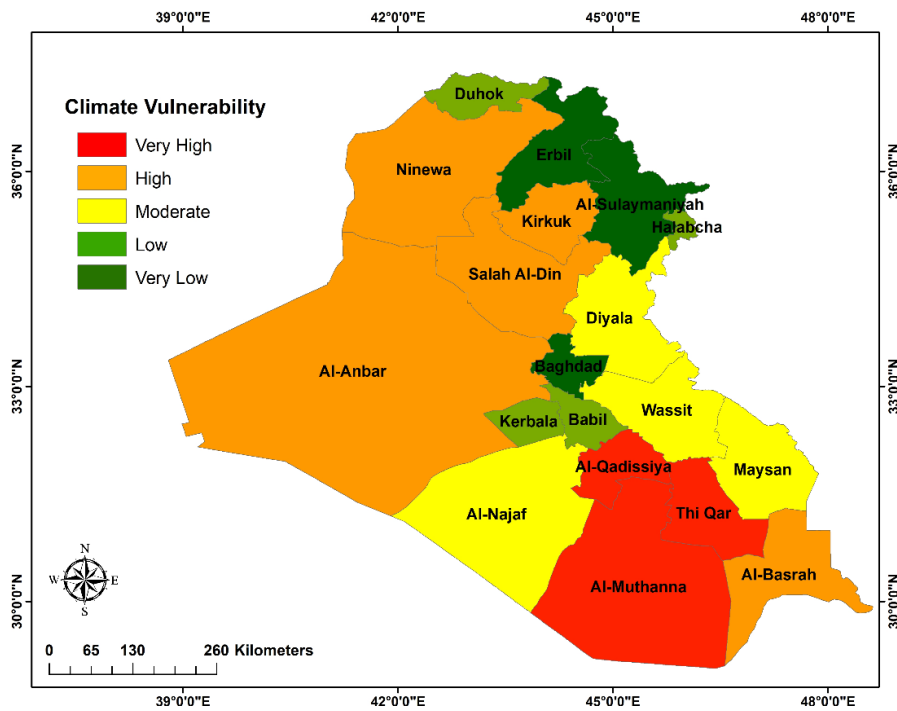 39°0'0"E 42°0'0"E 45°0'0"E 48°0'0"E
Climate Vulnerability
Very High
High
Moderate
Low
Very Low
36°0'0"N
33°0'0"N
30°0'0"N
Duhok
Erbil
Ninewa
Al-Sulaymaniyah
Kirkuk
Halabcha
Salah Al-Din
Diyala
Al-Anbar
Baghdad
Wassit
Kerbala
Babil
Al-Qadissiya
Maysan
Al-Najaf
Thi Qar
Al-Muthanna
Al-Basrah
36°0'0"N
33°0'0"N
30°0'0"N
N
W E
S
0 65 130 260 Kilometers
39°0'0"E 42°0'0"E 45°0'0"E 48°0'0"E